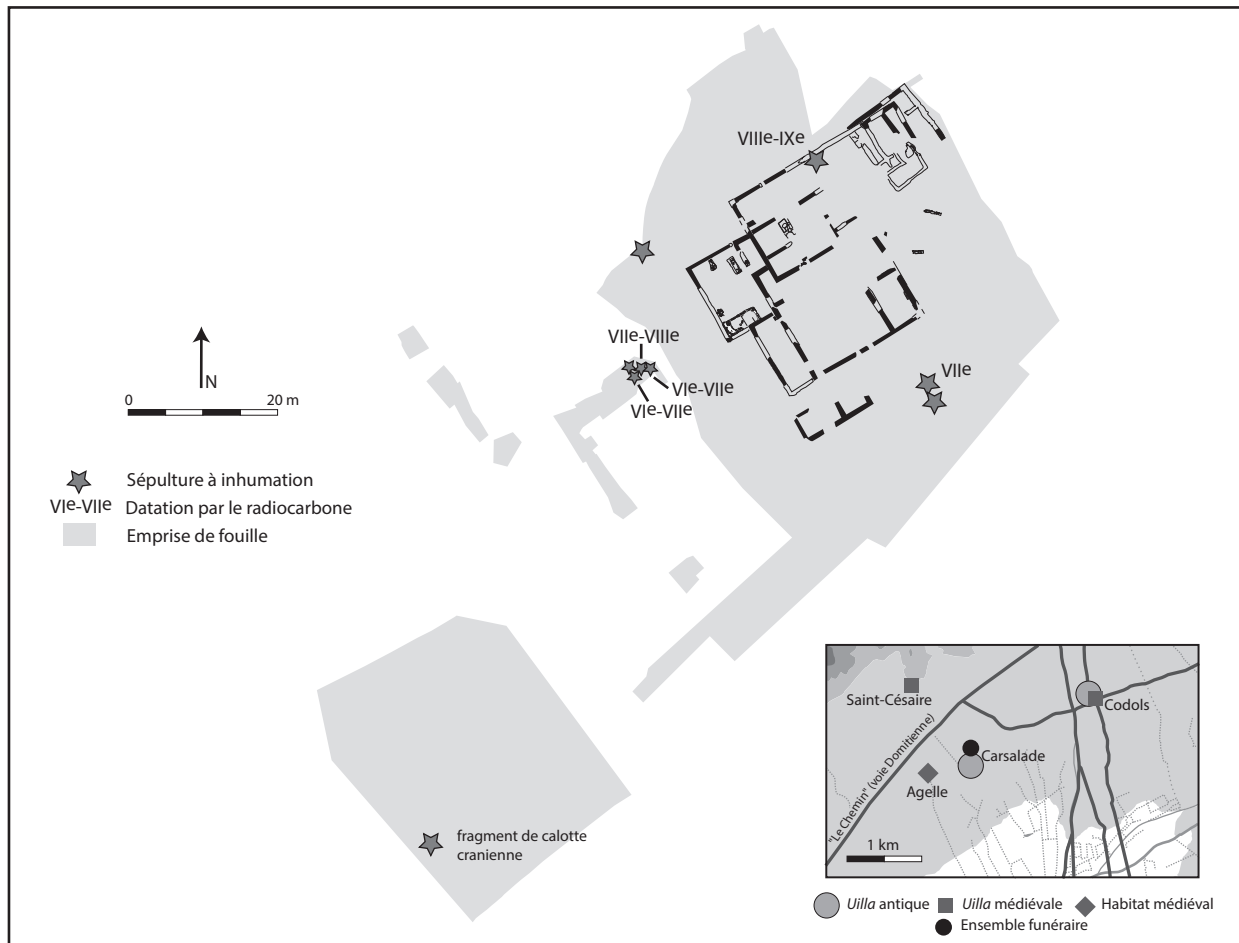 VIIIe-IXe
VIIe-VIIIe
VIe-VIIe
VIe-VIIe
VIIe
N
0 20 m
Sépulture à inhumation
VIe-VIIe Datation par le radiocarbone
Emprise de fouille
fragment de calotte
cranienne
Saint-Césaire
Codols
"Le Chemin" (voie Domitienne)
Carsalade
Agelle
1 km
Uilla antique Uilla médiévale Habitat médiéval
Ensemble funéraire